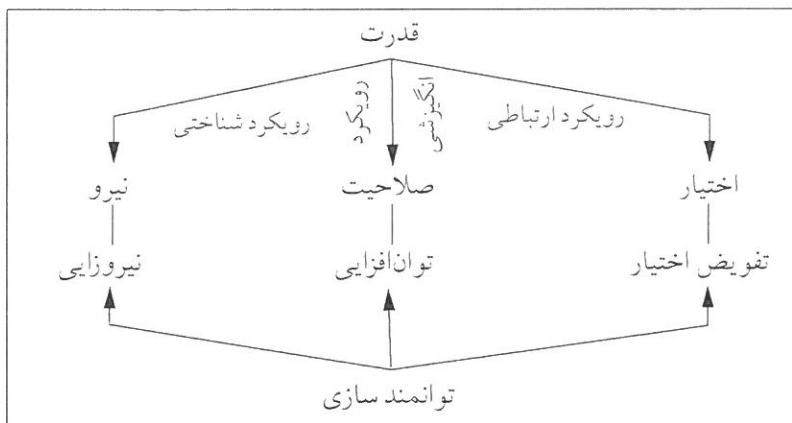 قدرت
رویکرد ارتباطی
رویکرد
انگیزشی
رویکرد شناختی
اختیار
صلاحیت
نیرو
تفویض اختیار
توان‌افزایی
نیروزایی
توانمند سازی